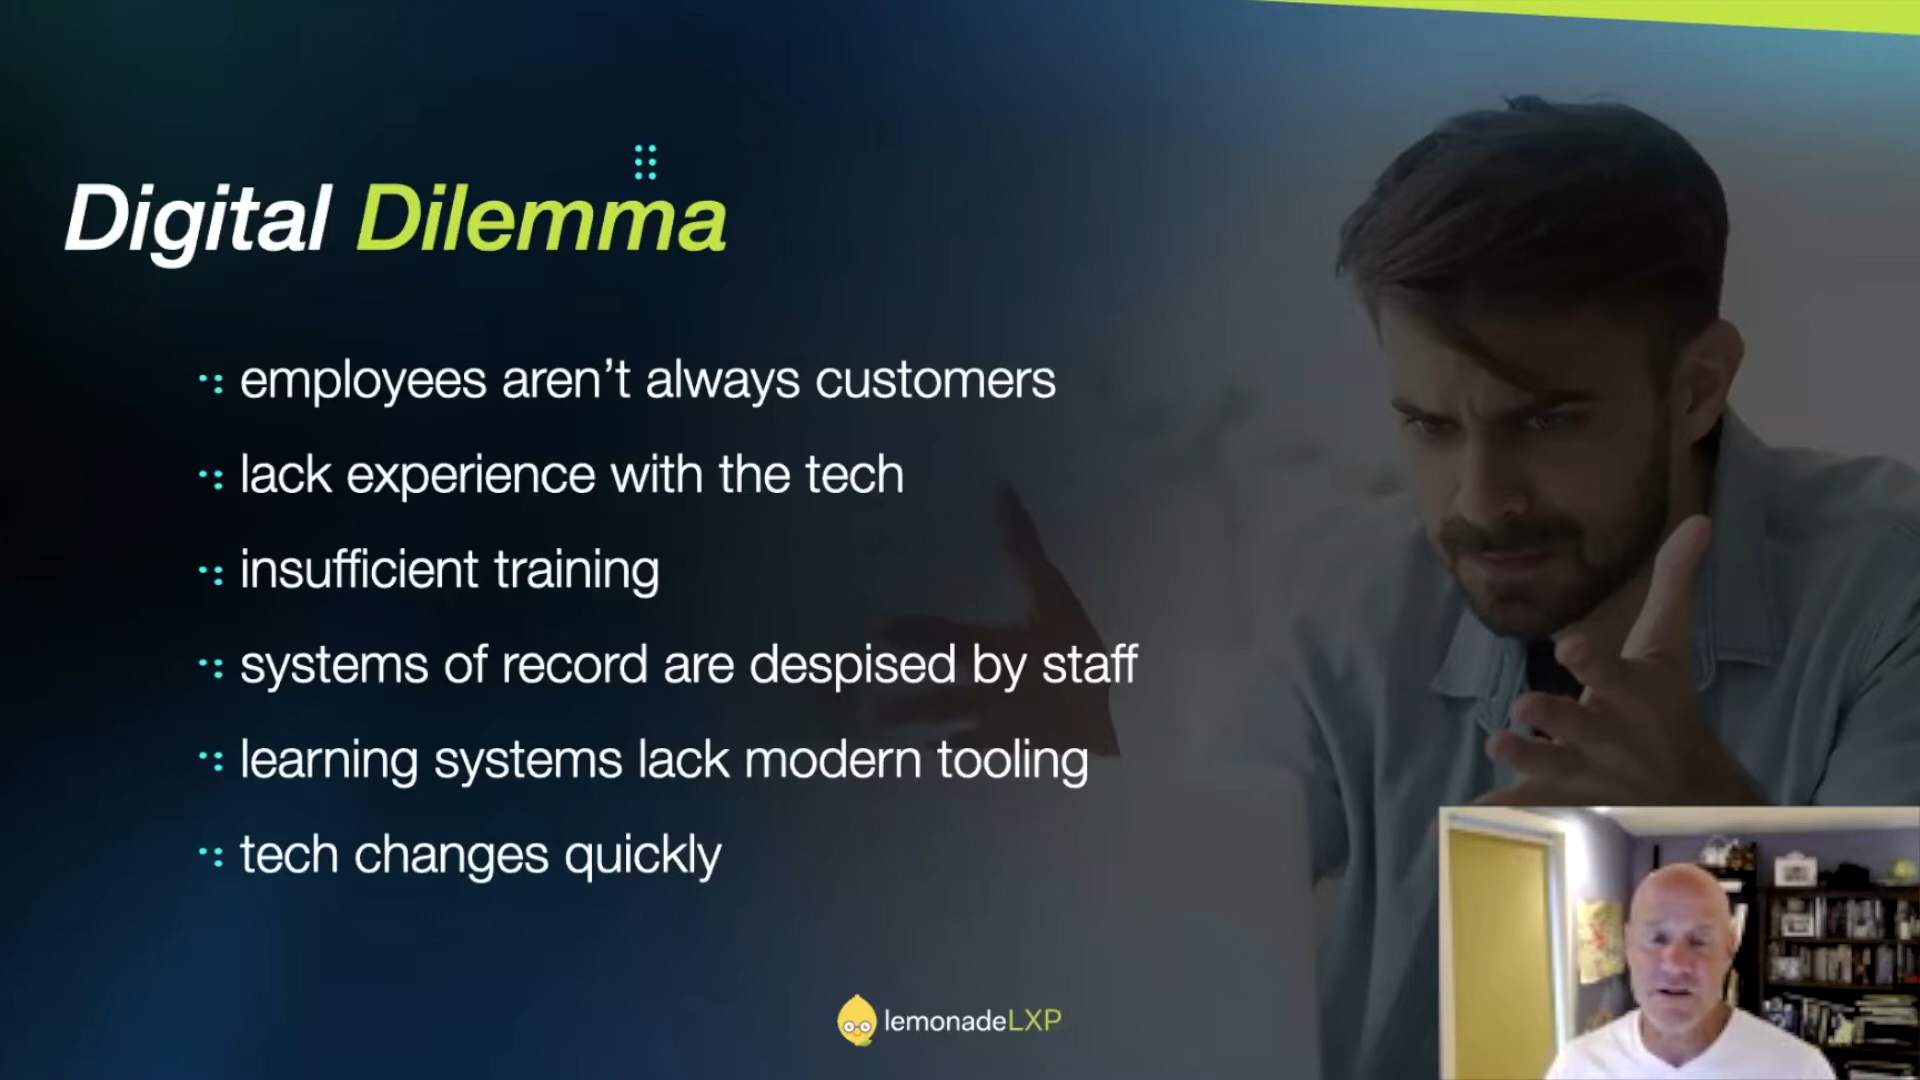 Digital Dilemma
employees aren’t always customers
lack experience with the tech
insufficient training
systems of record are despised by staff
learning systems lack modern tooling
tech changes quickly
lemonadeLXP